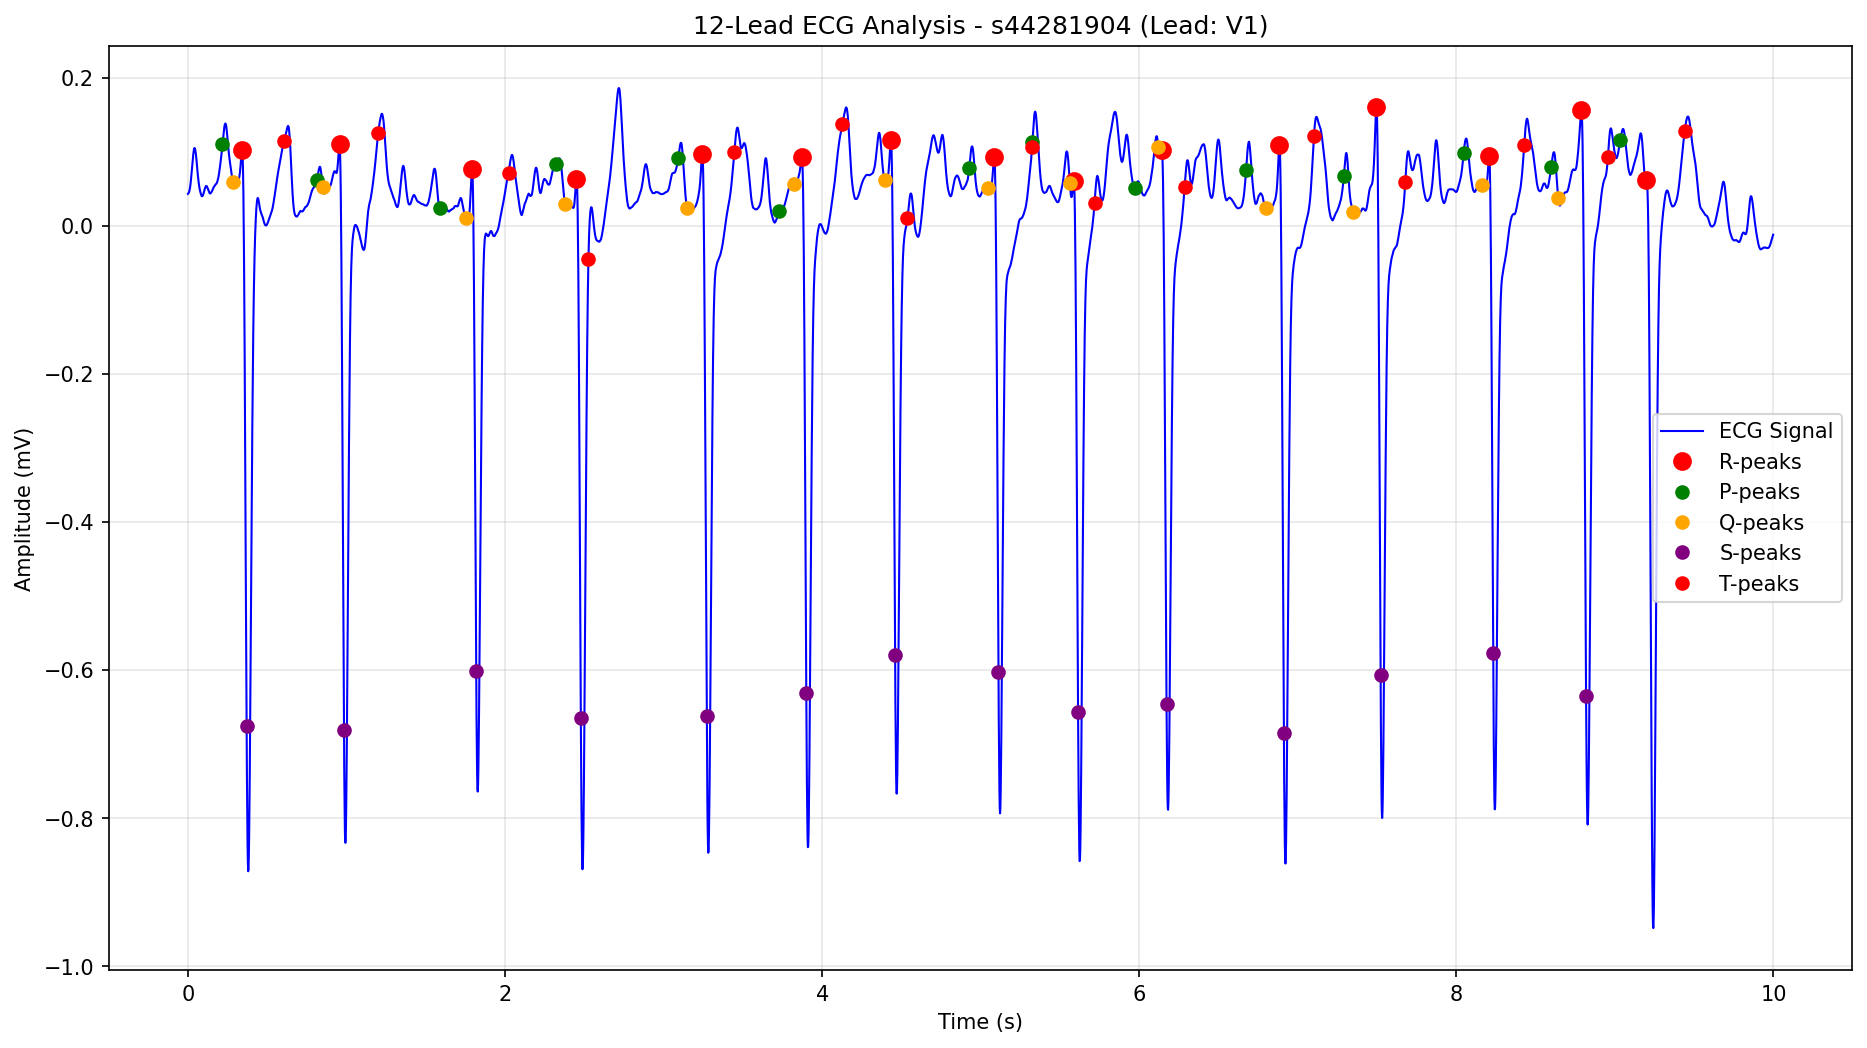 12-Lead ECG Analysis - s44281904 (Lead: V1)
Amplitude (mV)
0.2
0.0
−0.2
−0.4
−0.6
−0.8
−1.0
ECG Signal
R-peaks
P-peaks
Q-peaks
S-peaks
T-peaks
0 2 4 6 8 10
Time (s)